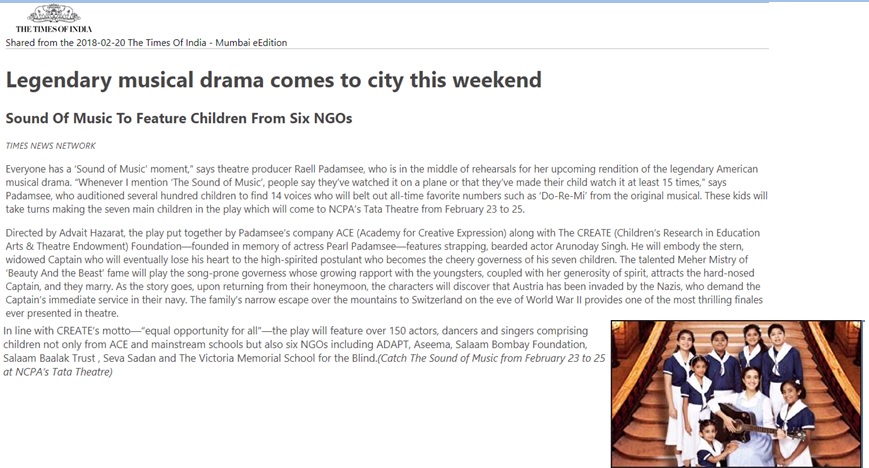 THE TIMES OF INDIA
Shared from the 2018-02-20 The Times Of India - Mumbai eEdition
Legendary musical drama comes to city this weekend
Sound Of Music To Feature Children From Six NGOs
TIMES NEWS NETWORK
Everyone has a ‘Sound of Music’ moment,” says theatre producer Raell Padamsee, who is in the middle of rehearsals for her upcoming rendition of the legendary American
musical drama. “Whenever I mention ‘The Sound of Music’, people say they’ve watched it on a plane or that they’ve made their child watch it at least 15 times,” says
Padamsee, who auditioned several hundred children to find 14 voices who will belt out all-time favorite numbers such as ‘Do-Re-Mi’ from the original musical. These kids will
take turns making the seven main children in the play which will come to NCPA’s Tata Theatre from February 23 to 25.
Directed by Advait Hazarat, the play put together by Padamsee’s company ACE (Academy for Creative Expression) along with The CREATE (Children’s Research in Education
Arts & Theatre Endowment) Foundation—founded in memory of actress Pearl Padamsee—features strapping, bearded actor Arunoday Singh. He will embody the stern,
widowed Captain who will eventually lose his heart to the high-spirited postulant who becomes the cheery governess of his seven children. The talented Meher Mistry of
‘Beauty And the Beast’ fame will play the song-prone governess whose growing rapport with the youngsters, coupled with her generosity of spirit, attracts the hard-nosed
Captain, and they marry. As the story goes, upon returning from their honeymoon, the characters will discover that Austria has been invaded by the Nazis, who demand the
Captain’s immediate service in their navy. The family’s narrow escape over the mountains to Switzerland on the eve of World War II provides one of the most thrilling finales
ever presented in theatre.
In line with CREATE’s motto—“equal opportunity for all”—the play will feature over 150 actors, dancers and singers comprising
children not only from ACE and mainstream schools but also six NGOs including ADAPT, Aseema, Salaam Bombay Foundation,
Salaam Baalak Trust , Seva Sadan and The Victoria Memorial School for the Blind.(Catch The Sound of Music from February 23 to 25
at NCPA’s Tata Theatre)